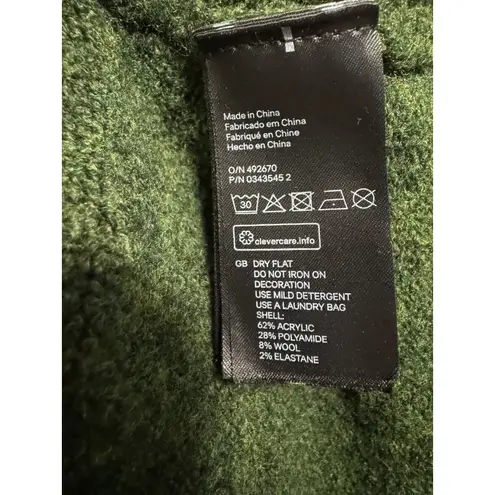 Made in China
Fabricado em China
Fabriqué en Chine
Hecho en China
O/N 492670
P/N 0343545 2
30
clevercare.info
GB DRY FLAT
DO NOT IRON ON
DECORATION
USE MILD DETERGENT
USE A LAUNDRY BAG
SHELL:
62% ACRYLIC
28% POLYAMIDE
8% WOOL
2% ELASTANE